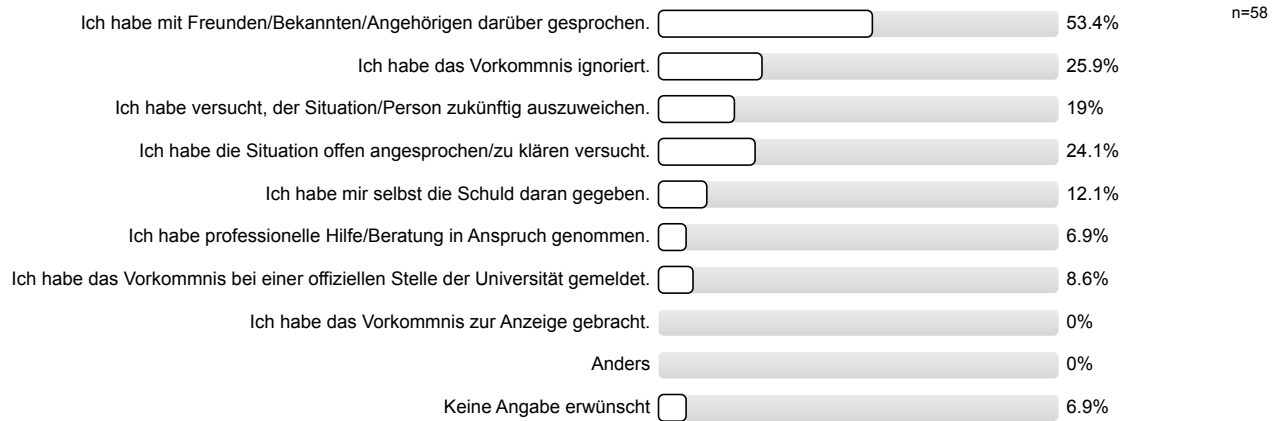 n=58
Ich habe mit Freunden/Bekannten/Angehörigen darüber gesprochen. 53.4%
Ich habe das Vorkommnis ignoriert. 25.9%
Ich habe versucht, der Situation/Person zukünftig auszuweichen. 19%
Ich habe die Situation offen angesprochen/zu klären versucht. 24.1%
Ich habe mir selbst die Schuld daran gegeben. 12.1%
Ich habe professionelle Hilfe/Beratung in Anspruch genommen. 6.9%
Ich habe das Vorkommnis bei einer offiziellen Stelle der Universität gemeldet. 8.6%
Ich habe das Vorkommnis zur Anzeige gebracht. 0%
Anders 0%
Keine Angabe erwünscht 6.9%